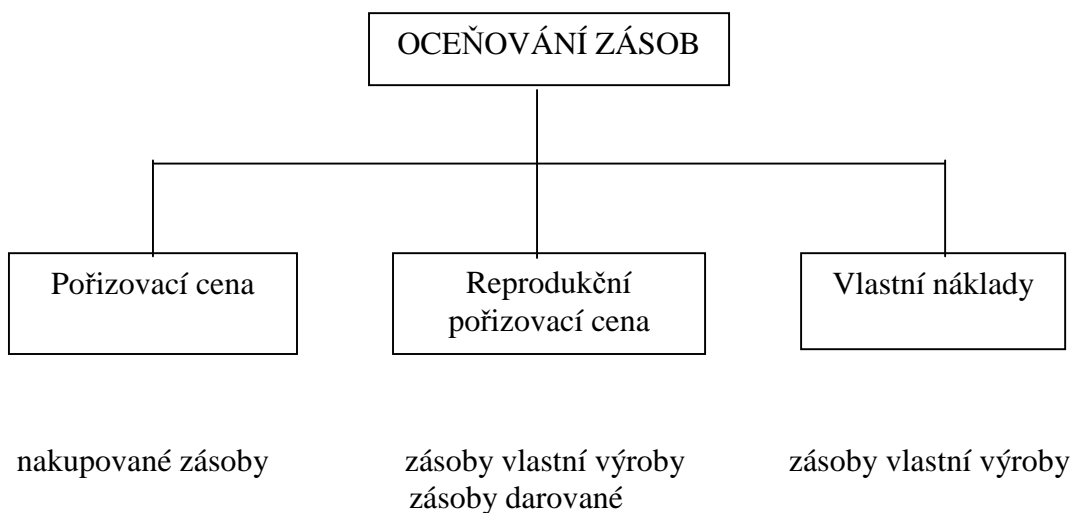 OCEŇOVÁNÍ ZÁSOB
Pořizovací cena
Reprodukční
pořizovací cena
Vlastní náklady
nakupované zásoby
zásoby vlastní výroby
zásoby darované
zásoby vlastní výroby